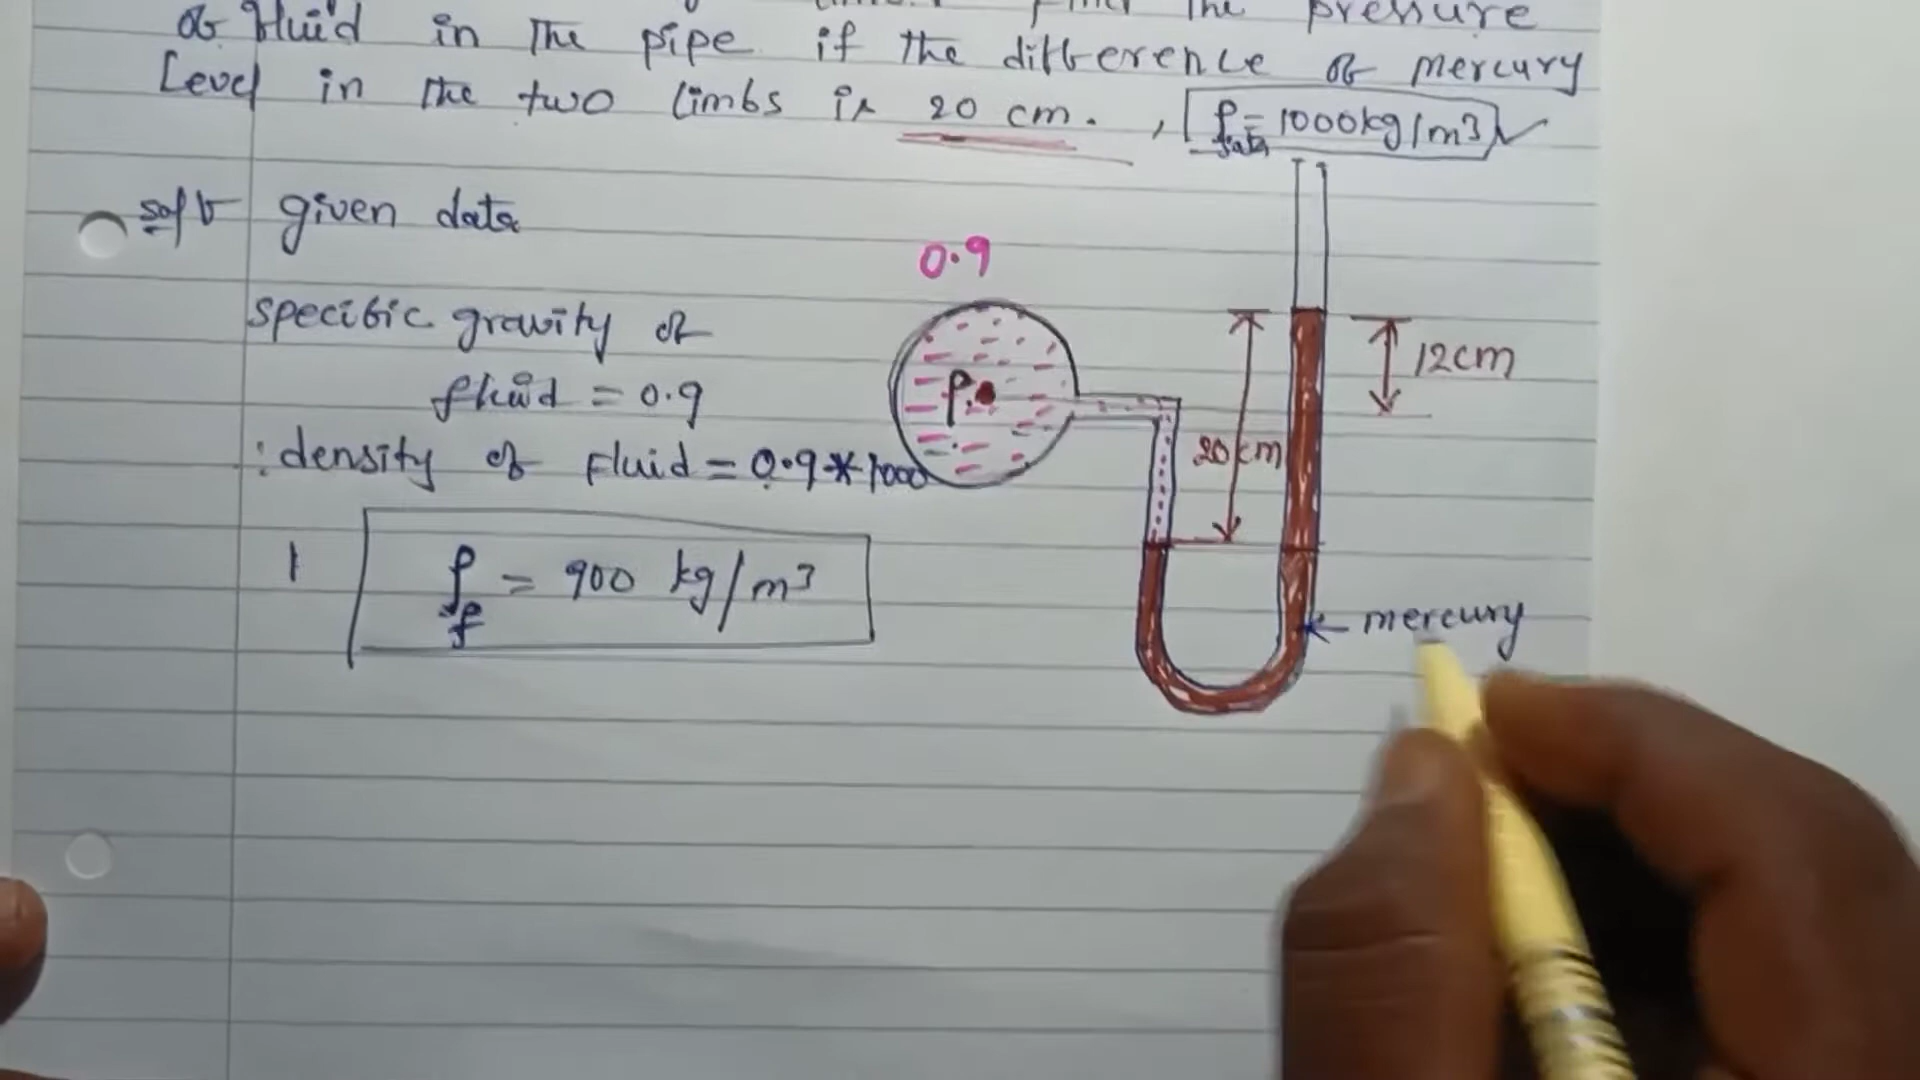 the pressure
of fluid in the pipe if the difference of mercury
Level in the two limbs is 20 cm. , ρ = 1000kg/m3
given data
0.9
specific gravity of
fluid = 0.9
12cm
P.
20cm
: density of fluid = 0.9*1000
ρf = 900 kg/m3
mercury